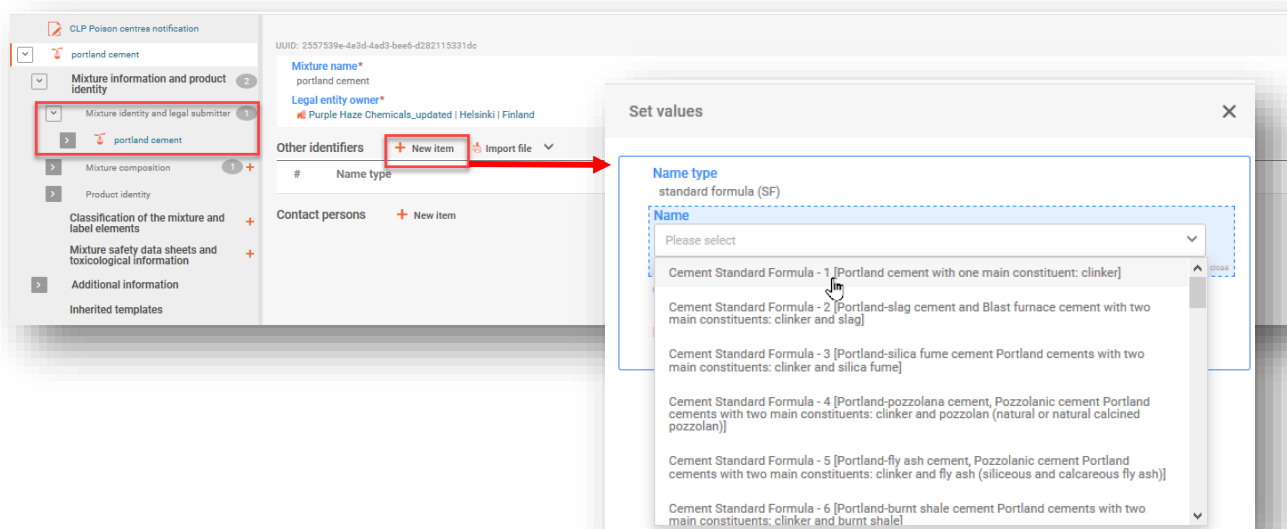 CLP Poison centres notification
portland cement
Mixture information and product
identity
2
Mixture identity and legal submitter
1
portland cement
Mixture composition
1
+
Product identity
Classification of the mixture and
label elements
+
Mixture safety data sheets and
toxicological information
+
Additional information
Inherited templates
UUID: 2557539e-4e3d-4ad3-bee6-d282115331dc
Mixture name*
portland cement
Legal entity owner*
Purple Haze Chemicals_updated | Helsinki | Finland
Other identifiers
+ New item
Import file
# Name type
Contact persons
+ New item
Set values
Name type
standard formula (SF)
Name
Please select
close
Cement Standard Formula - 1 [Portland cement with one main constituent: clinker]
Cement Standard Formula - 2 [Portland-slag cement and Blast furnace cement with two
main constituents: clinker and slag]
Cement Standard Formula - 3 [Portland-silica fume cement Portland cements with two
main constituents: clinker and silica fume]
Cement Standard Formula - 4 [Portland-pozzolana cement, Pozzolanic cement Portland
cements with two main constituents: clinker and pozzolan (natural or natural calcined
pozzolan)]
Cement Standard Formula - 5 [Portland-fly ash cement, Pozzolanic cement Portland
cements with two main constituents: clinker and fly ash (siliceous and calcareous fly ash)]
Cement Standard Formula - 6 [Portland-burnt shale cement Portland cements with two
main constituents: clinker and burnt shale]